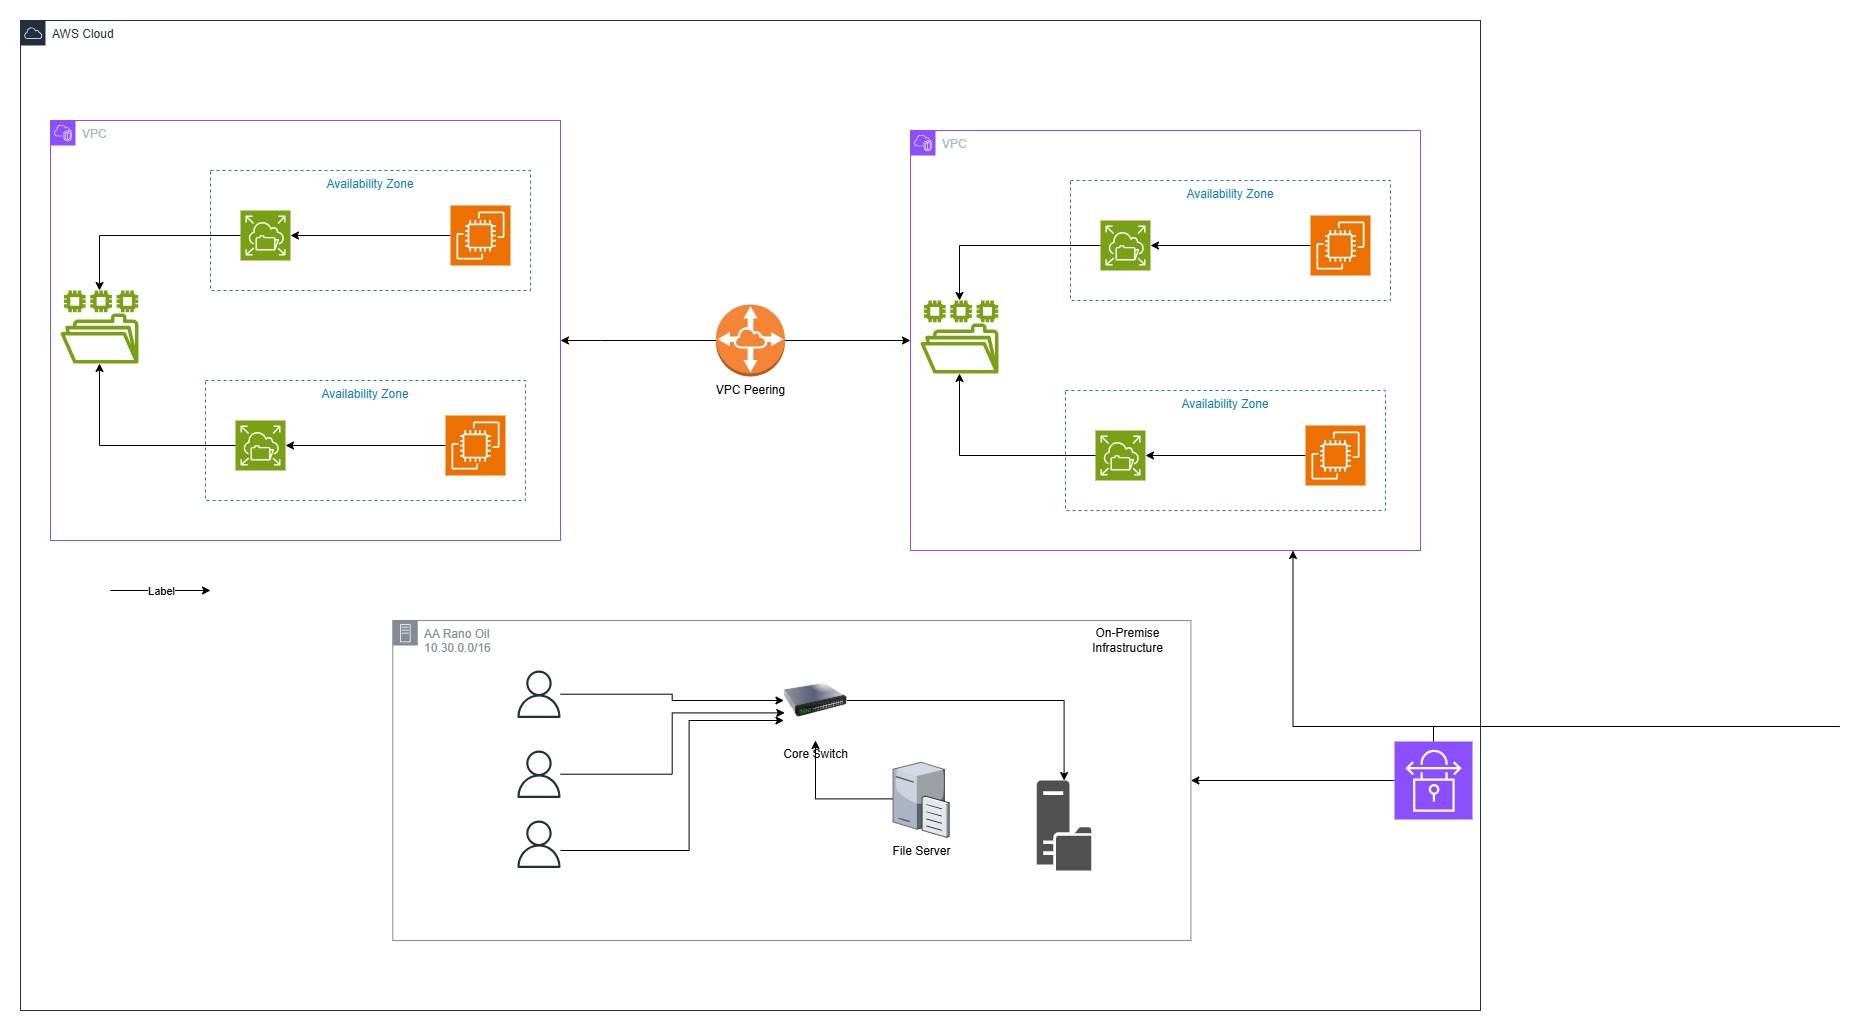 AWS Cloud
VPC
Availability Zone
Availability Zone
VPC Peering
VPC
Availability Zone
Availability Zone
Label
AA Rano Oil
10.30.0.0/16
On-Premise
Infrastructure
Core Switch
File Server